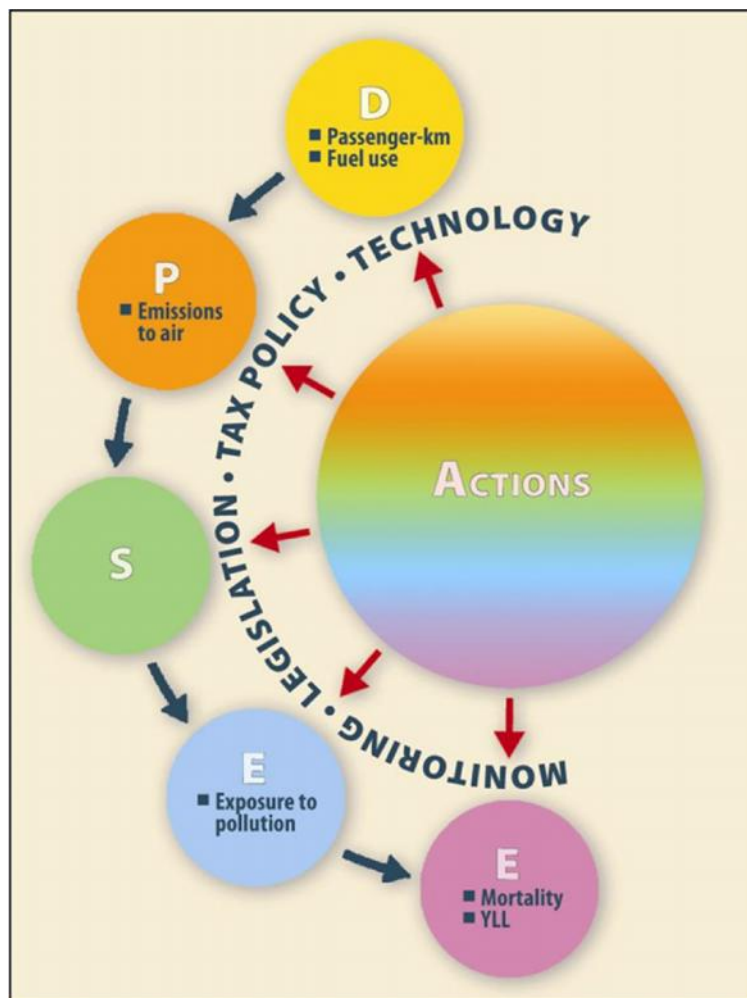 D
■ Passenger-km
■ Fuel use
P
■ Emissions
to air
S
E
■ Exposure to
pollution
E
■ Mortality
■ YLL
MONITORING • LEGISLATION • TAX POLICY • TECHNOLOGY
ACTIONS